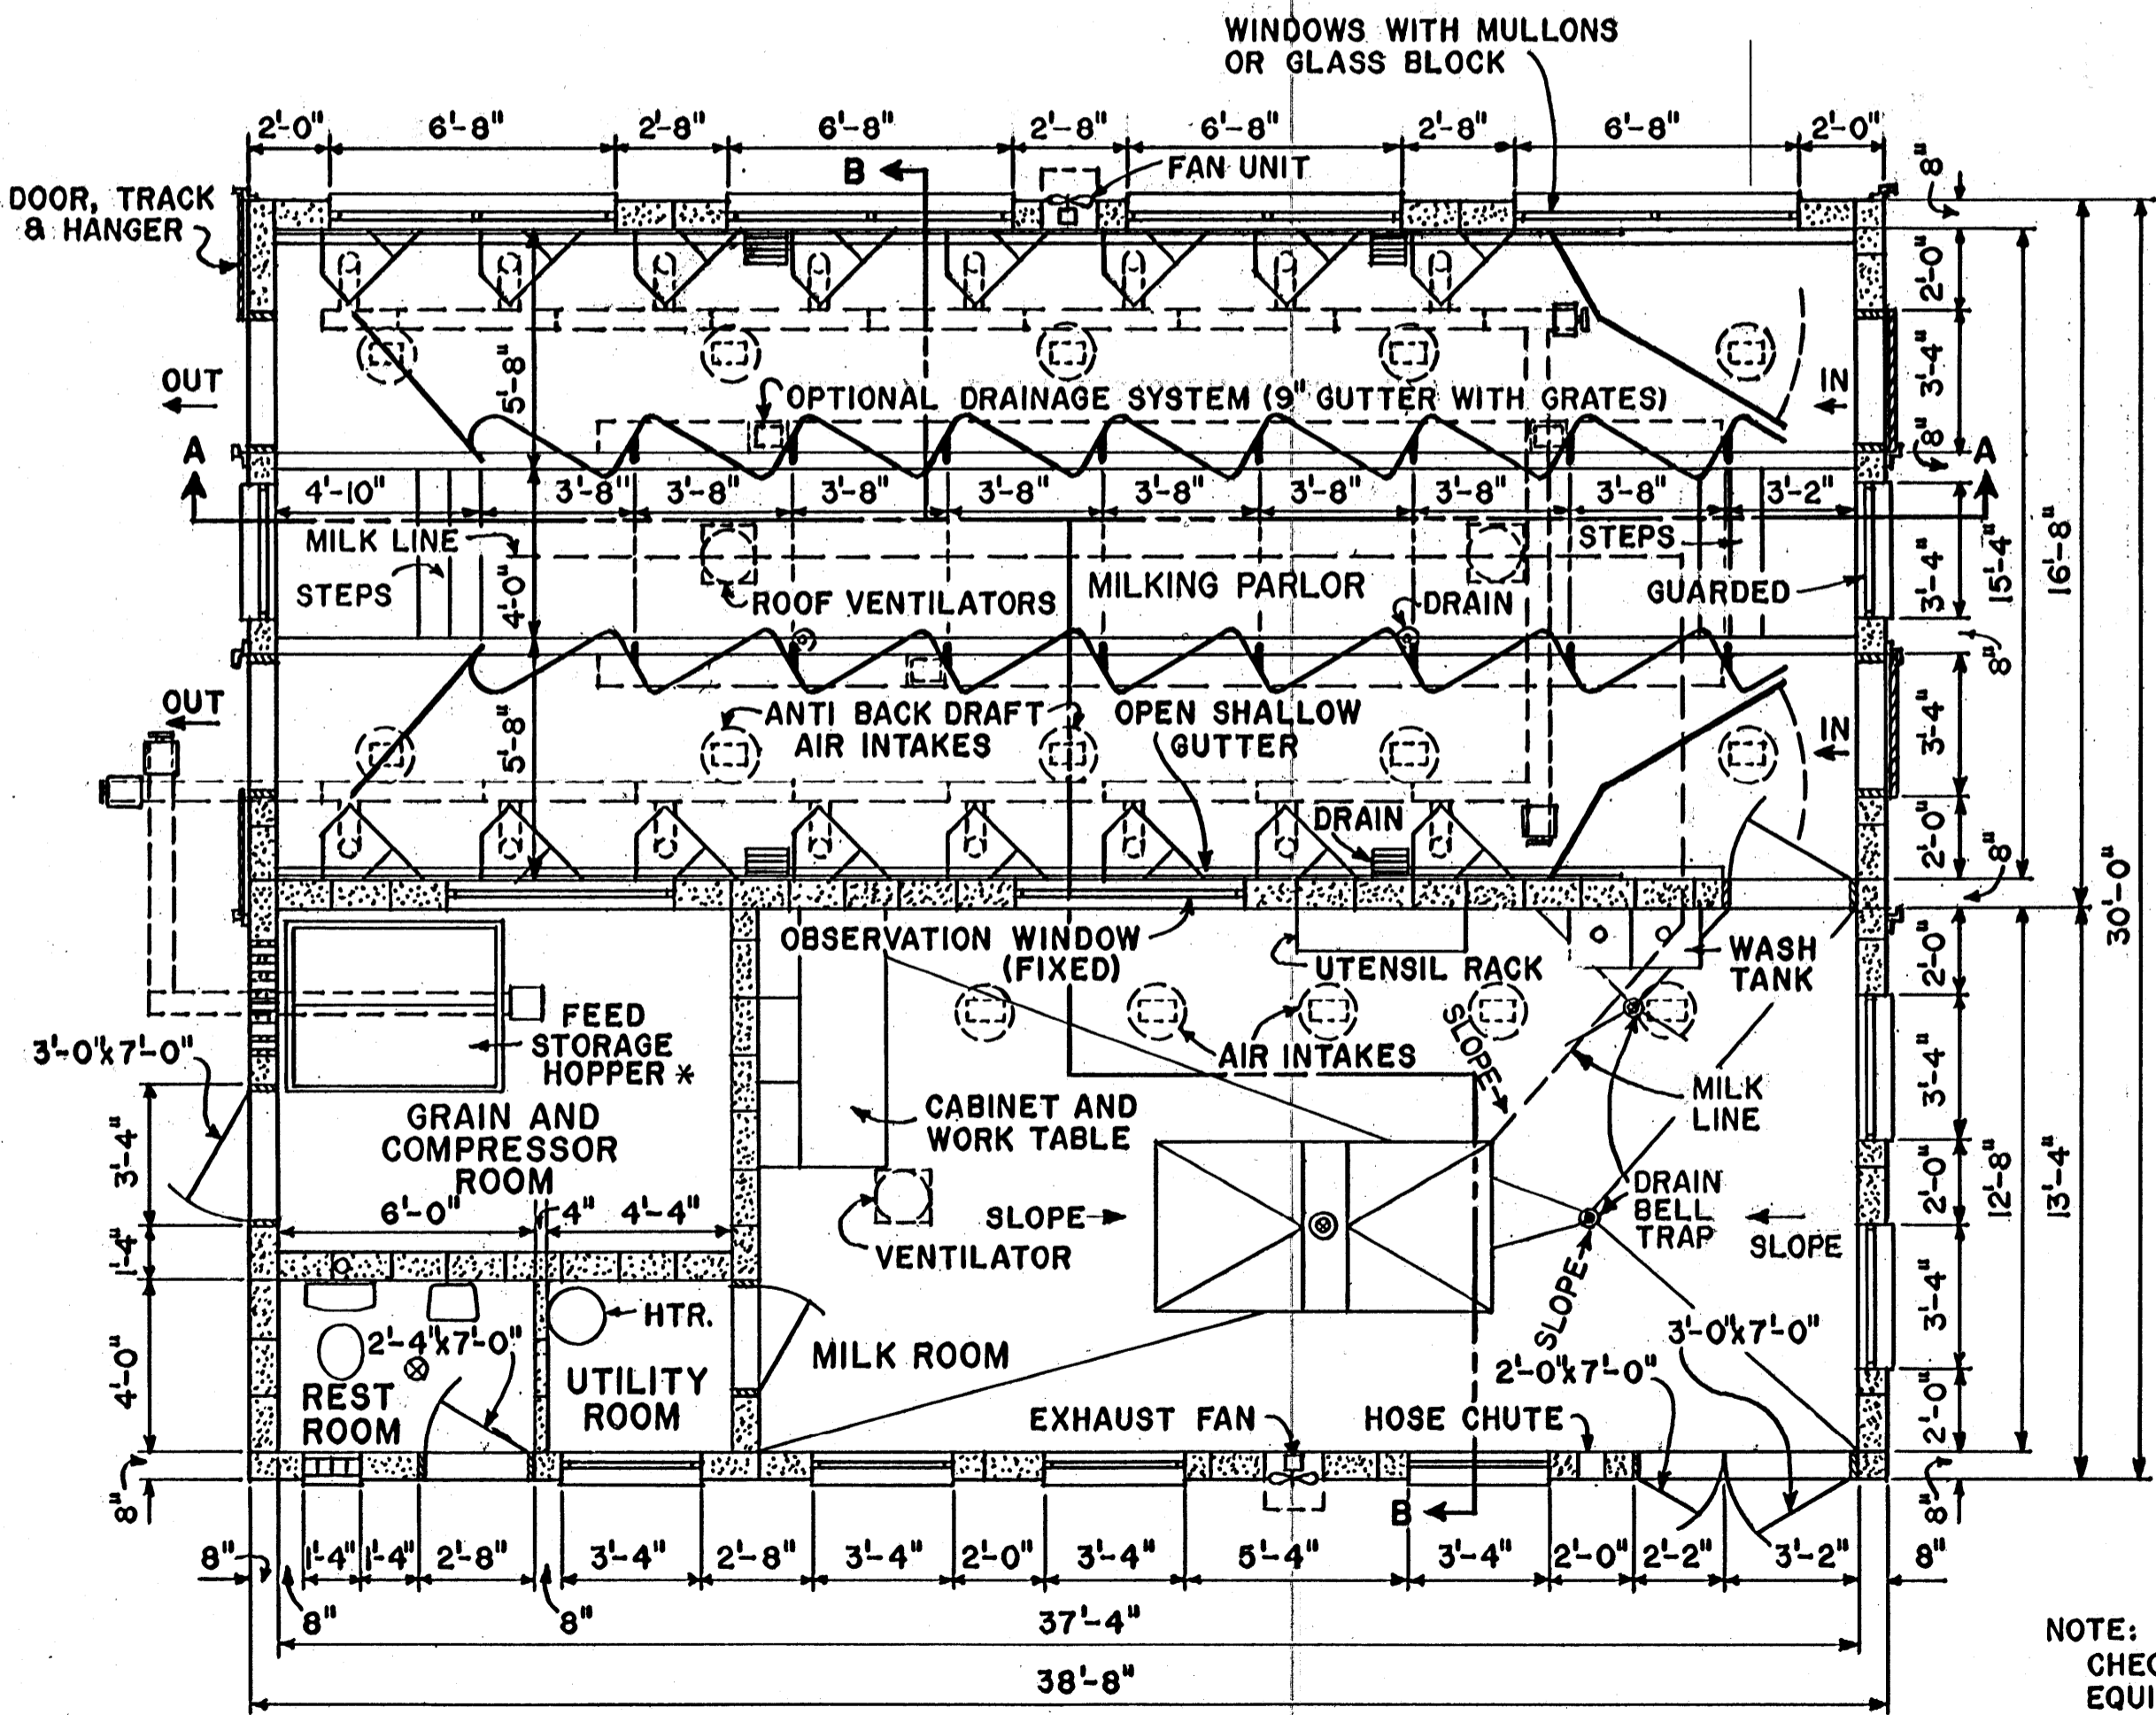 WINDOWS WITH MULLONS
OR GLASS BLOCK
2'-0" 6'-8" 2'-8" 6'-8" 2'-8" 6'-8" 2'-8" 6'-8" 2'-0"
B
FAN UNIT
8"
DOOR, TRACK
& HANGER
2'-0"
5'-8"
3'-4"
OUT
IN
OPTIONAL DRAINAGE SYSTEM (9" GUTTER WITH GRATES)
8"
A
A
4'-10" 3'-8" 3'-8" 3'-8" 3'-8" 3'-8" 3'-8" 3'-8" 3'-8" 3'-2"
MILK LINE
STEPS
STEPS
4'-0"
ROOF VENTILATORS
MILKING PARLOR
DRAIN
GUARDED
3'-4"
15'-4"
16'-8"
8"
OUT
5'-8"
ANTI BACK DRAFT
AIR INTAKES
OPEN SHALLOW
GUTTER
IN
3'-4"
DRAIN
2'-0"
8"
30'-0"
OBSERVATION WINDOW
(FIXED)
UTENSIL RACK
WASH
TANK
2'-0"
FEED
STORAGE
HOPPER *
3'-0"x7'-0"
SLOPE
AIR INTAKES
MILK
LINE
3'-4"
GRAIN AND
COMPRESSOR
ROOM
CABINET AND
WORK TABLE
3'-4"
6'-0" 4" 4'-4"
SLOPE
VENTILATOR
DRAIN
BELL
TRAP
SLOPE
2'-0"
12'-8"
13'-4"
1'-4"
HTR.
SLOPE
3'-4"
2'-4"x7'-0"
4'-0"
MILK ROOM
3'-0"x7'-0"
2'-0"x7'-0"
REST
ROOM
UTILITY
ROOM
EXHAUST FAN
HOSE CHUTE
2'-0"
8"
B
8"
8" 1'-4" 1'-4" 2'-8" 3'-4" 2'-8" 3'-4" 2'-0" 3'-4" 5'-4" 3'-4" 2'-0" 2'-2" 3'-2" 8"
8" 8"
37'-4"
38'-8"
NOTE: